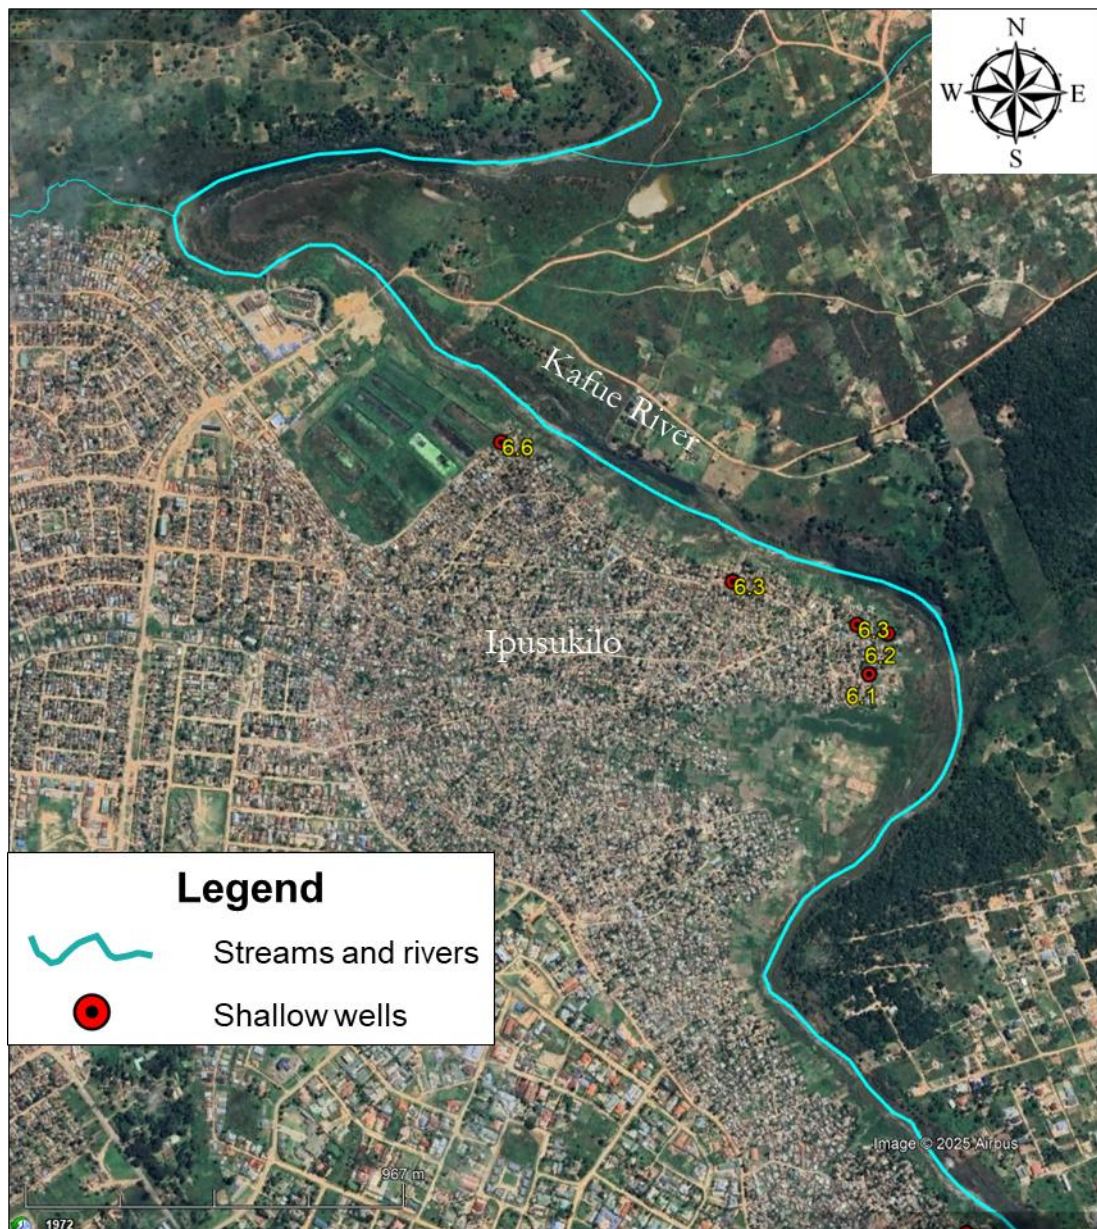 N
W E
S
Kafue River
6.6
6.3
Ipusukilo
6.3
6.2
6.1
Legend
Streams and rivers
Shallow wells
Image © 2025 Airbus
967 m
1972